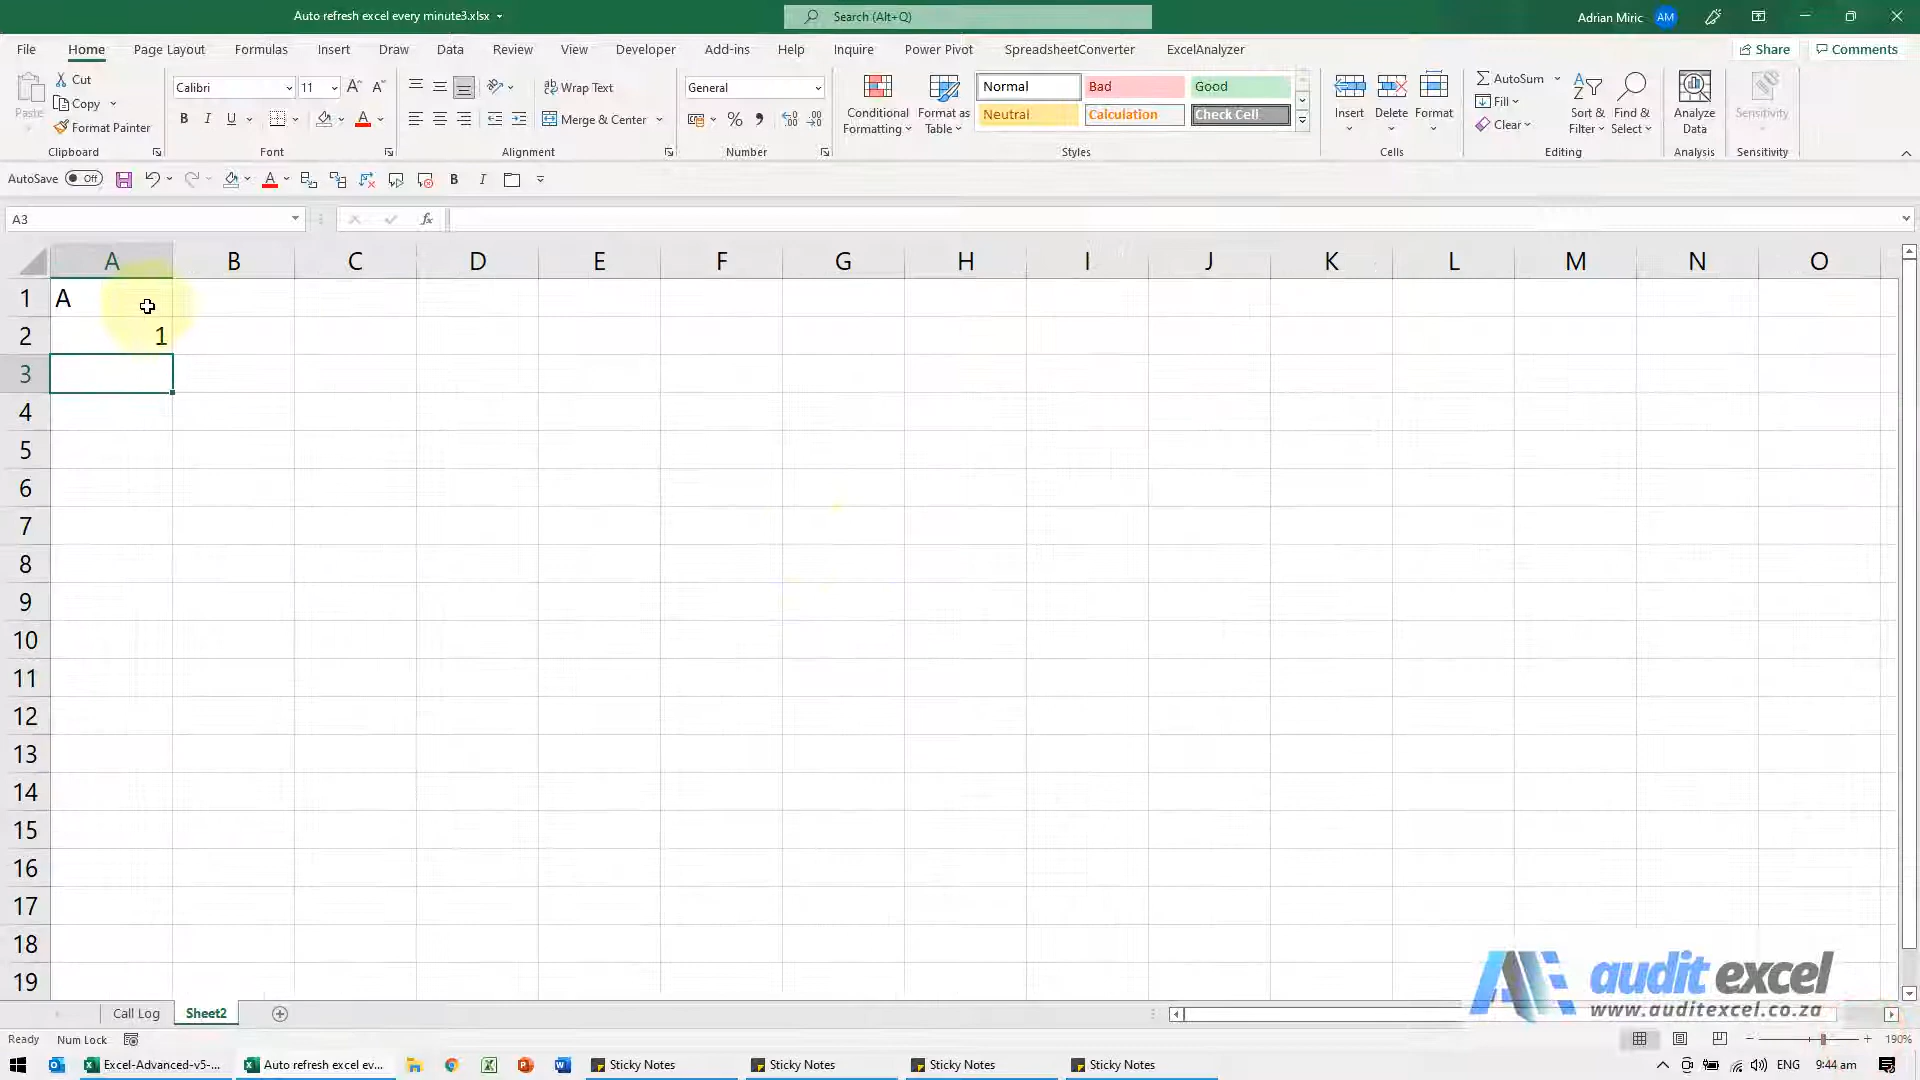 Auto refresh excel every minute3.xlsx
Search (Alt+Q)
Adrian Miric AM
File Home Page Layout Formulas Insert Draw Data Review View Developer Add-ins Help Inquire Power Pivot SpreadsheetConverter ExcelAnalyzer Share Comments
Paste
Cut
Copy
Format Painter
Clipboard
Calibri 11
B I U
Font
Wrap Text
Merge & Center
Alignment
General
Number
Conditional
Formatting
Format as
Table
Normal Bad Good
Neutral Calculation Check Cell
Styles
Insert Delete Format
Cells
AutoSum
Fill
Clear
Sort &
Filter
Find &
Select
Editing
Analyze
Data
Analysis
Sensitivity
Sensitivity
AutoSave Off
B I
A3
fx
A B C D E F G H I J K L M N O
1 A
2 1
3
4
5
6
7
8
9
10
11
12
13
14
15
16
17
18
19
audit excel
www.auditexcel.co.za
Call Log Sheet2
Ready Num Lock
190%
Excel-Advanced-v5-...
Auto refresh excel ev...
Sticky Notes
Sticky Notes
Sticky Notes
Sticky Notes
ENG 9:44 am